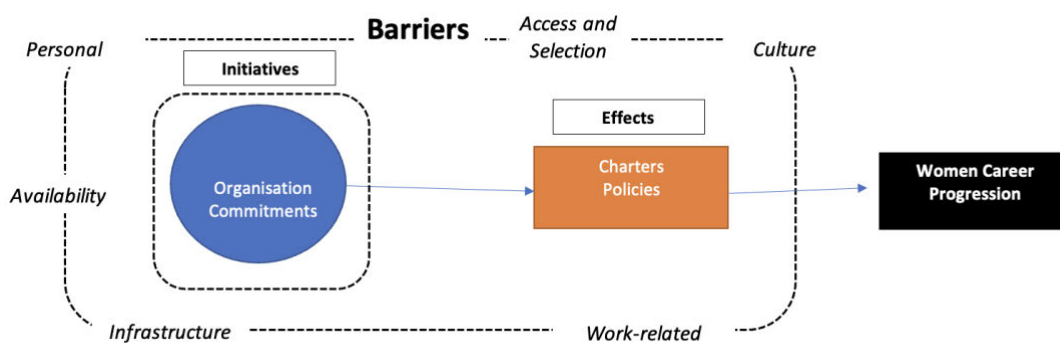 Barriers
Access and
Selection
Personal
Culture
Initiatives
Effects
Charters
Policies
Women Career
Progression
Availability
Organisation
Commitments
Infrastructure
Work-related